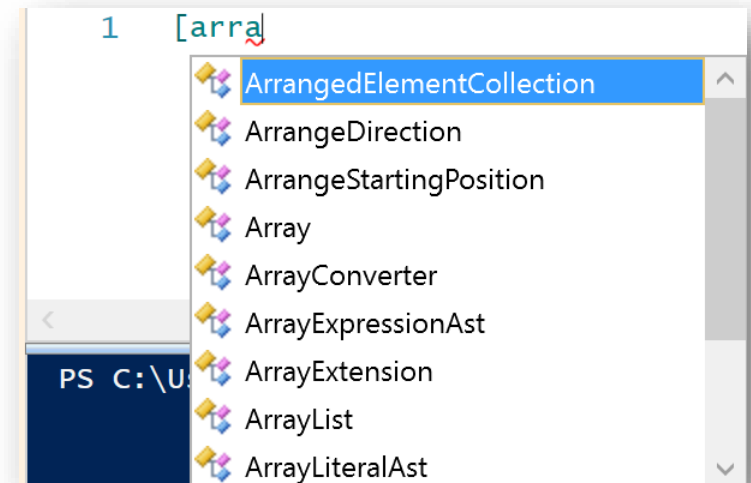 1 [arra
ArrangedElementCollection
ArrangeDirection
ArrangeStartingPosition
Array
ArrayConverter
ArrayExpressionAst
PS C:\U
ArrayExtension
ArrayList
ArrayLiteralAst